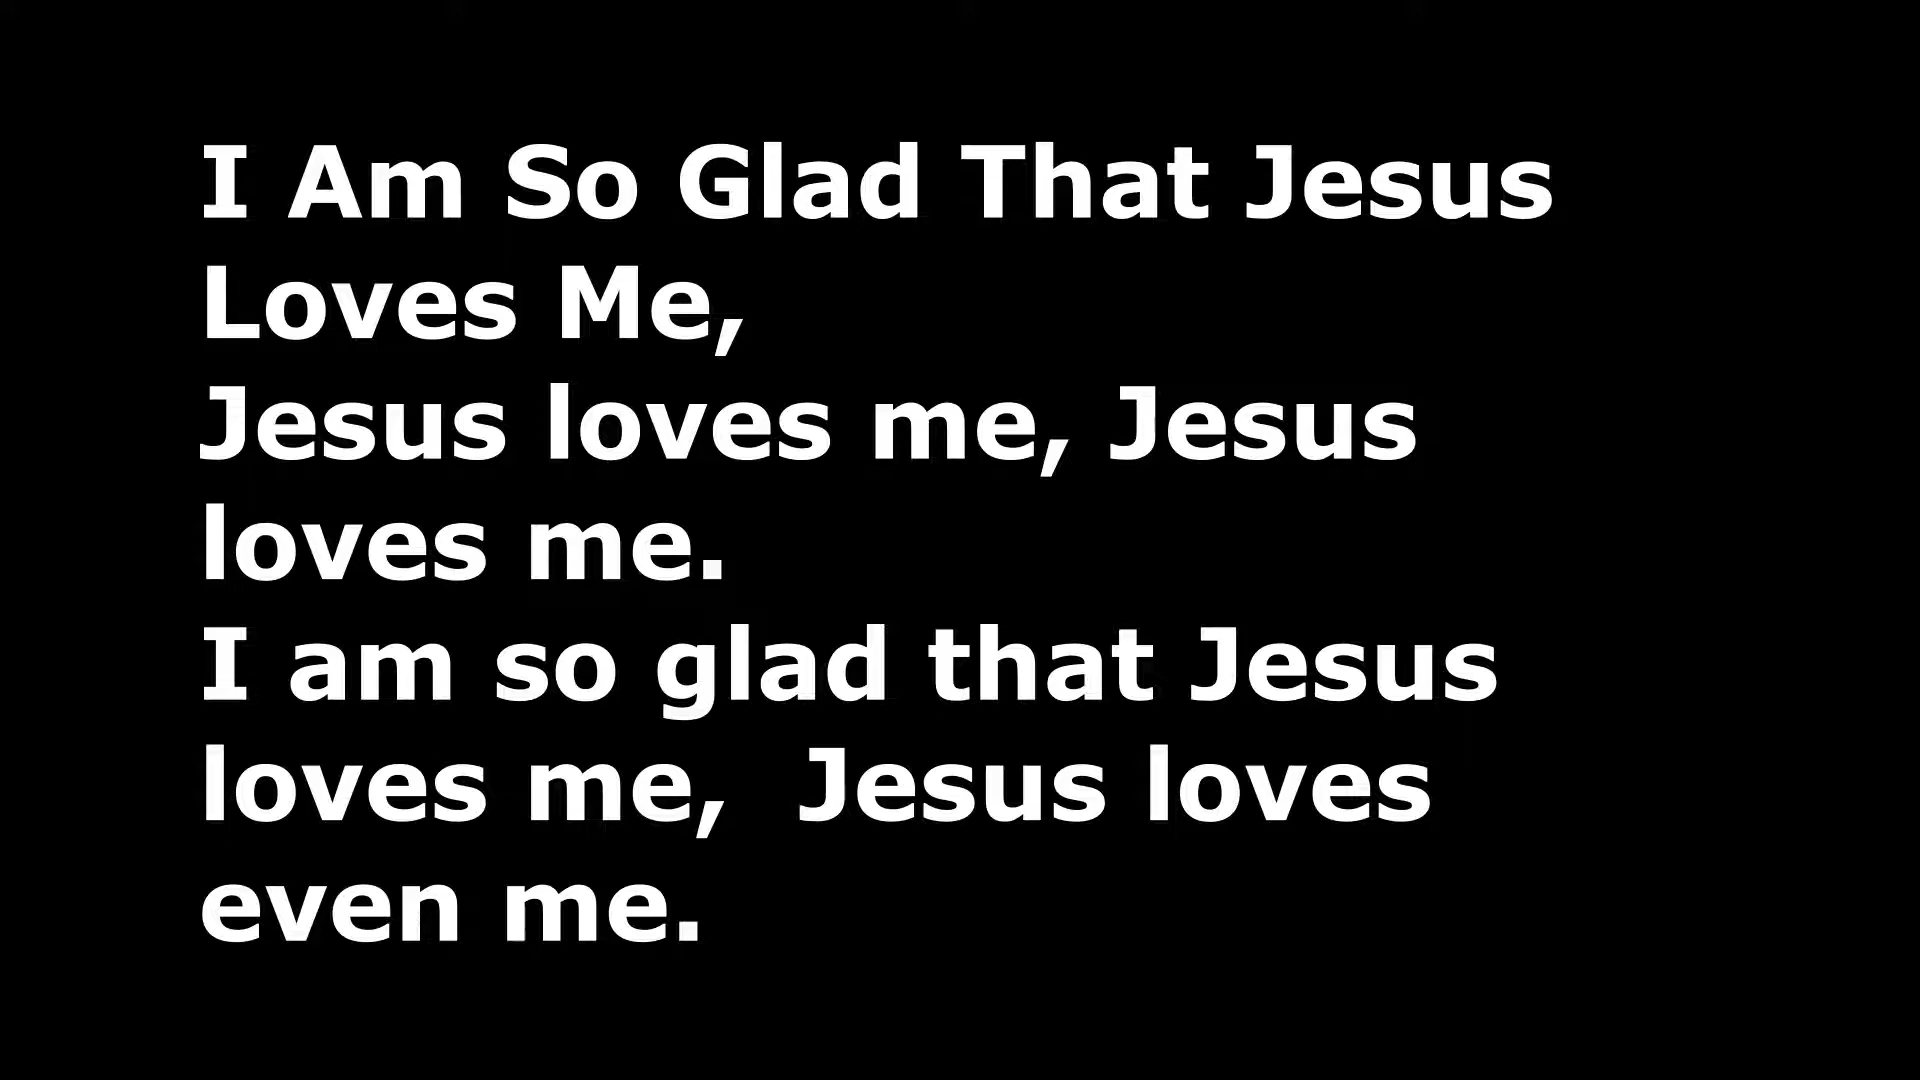 I Am So Glad That Jesus
Loves Me,
Jesus loves me, Jesus
loves me.
I am so glad that Jesus
loves me,  Jesus loves
even me.